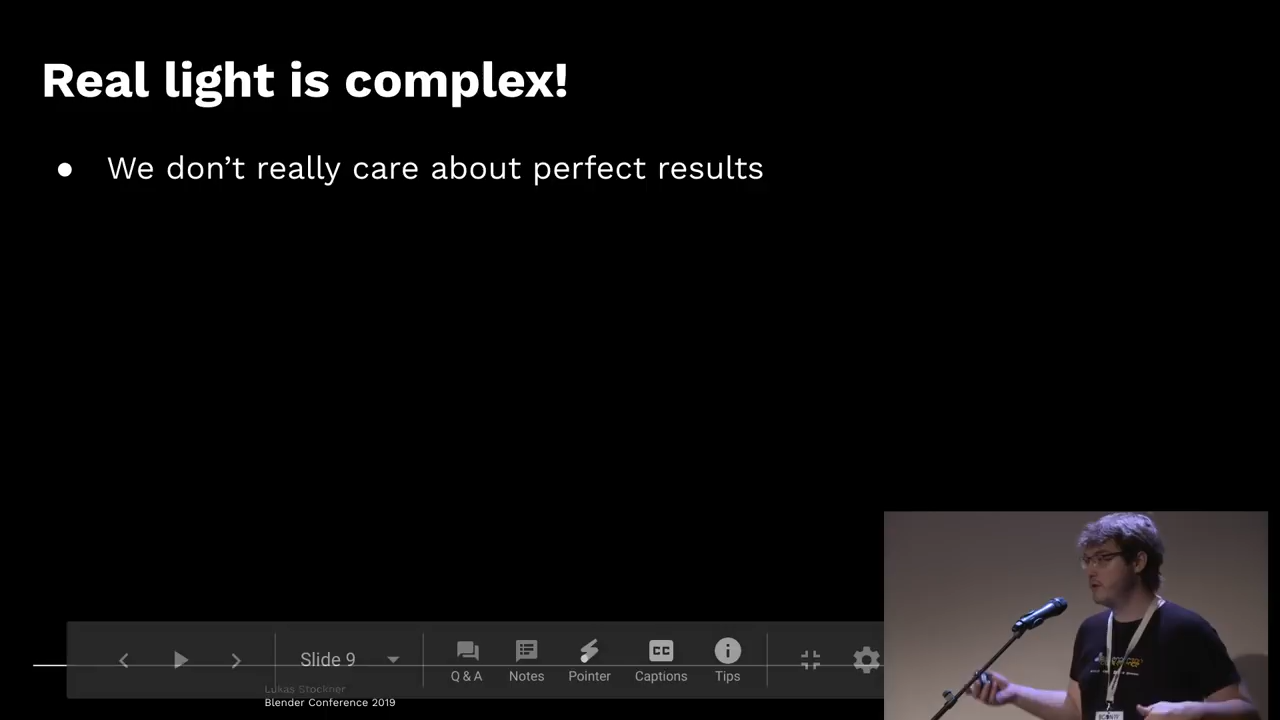 Real light is complex!
● We don’t really care about perfect results
Slide 9
Q & A
Notes
Pointer
CC
Captions
Tips
Lukas Stockner
Blender Conference 2019